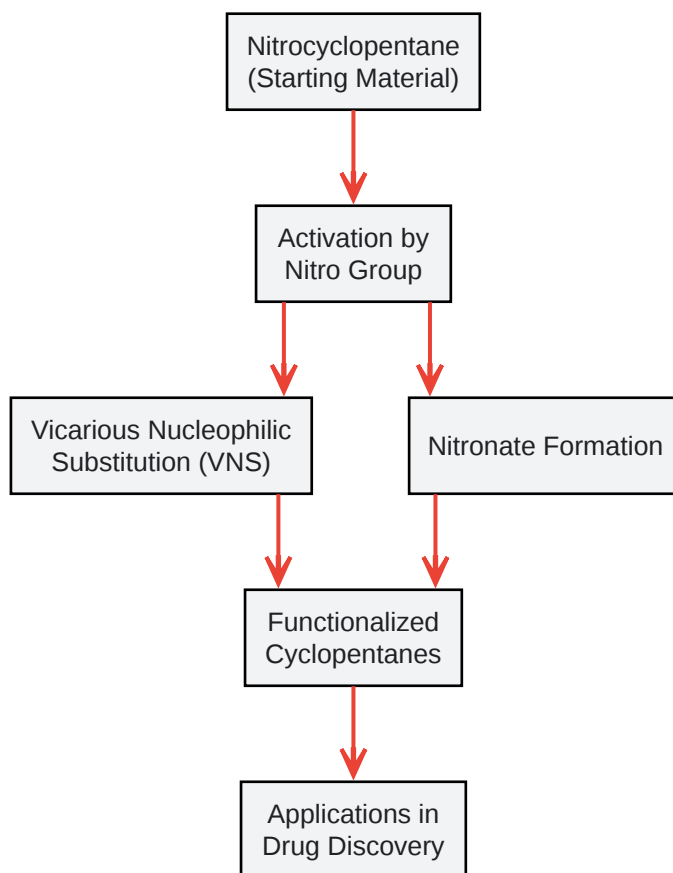 Nitrocyclopentane
(Starting Material)
Activation by
Nitro Group
Vicarious Nucleophilic
Substitution (VNS)
Nitronate Formation
Functionalized
Cyclopentanes
Applications in
Drug Discovery